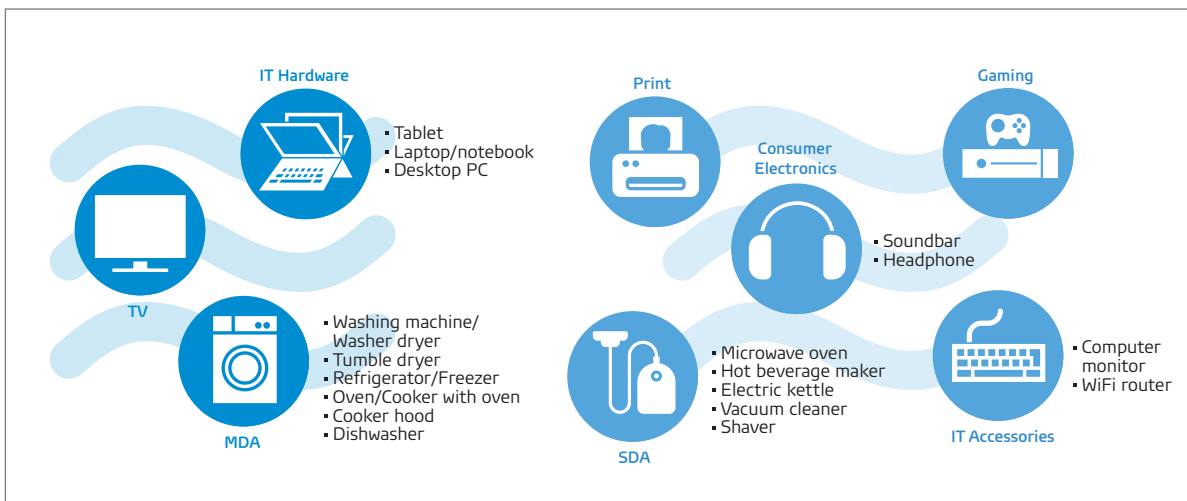 IT Hardware
▪ Tablet
▪ Laptop/notebook
▪ Desktop PC
TV
▪ Washing machine/
Washer dryer
▪ Tumble dryer
▪ Refrigerator/Freezer
▪ Oven/Cooker with oven
▪ Cooker hood
▪ Dishwasher
MDA
Print
Consumer
Electronics
▪ Soundbar
▪ Headphone
Gaming
▪ Microwave oven
▪ Hot beverage maker
▪ Electric kettle
▪ Vacuum cleaner
▪ Shaver
SDA
▪ Computer
monitor
▪ WiFi router
IT Accessories